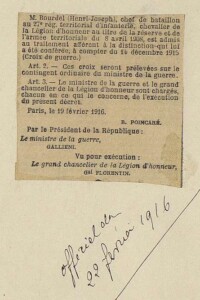 M. Bourdel (Henri-Joseph), chef de bataillon
au 27e rég. territorial d'infanterie, chevalier de
la Légion d'honneur au titre de la réserve et de
l'armée territoriale du 8 avril 1908, est admis
au traitement afférent à la distinction qui lui
a été conférée, à compter du 14 décembre 2015
(Croix de guerre).
Art. 2. — Ces croix seront prélevées sur le
contingent ordinaire du ministre de la guerre.
Art. 3. — Le ministre de la guerre et le grand
chancelier de la Légion d'honneur sont chargés,
chacun en ce qui le concerne, de l'exécution
du présent décret.
Paris, le 19 février 1916.
R. POINCARÉ.
Par le Président de la République :
Le ministre de la guerre,
GALLIENI.
Vu pour exécution :
Le grand chancelier de la Légion d'honneur,
Gal FLORENTIN.
officiel du
22 février 1916